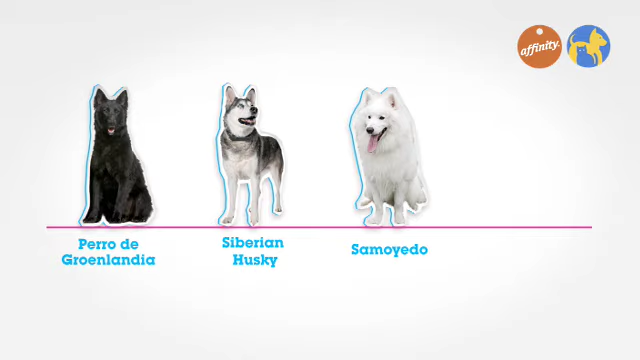 affinity.
Perro de
Groenlandia
Siberian
Husky
Samoyedo